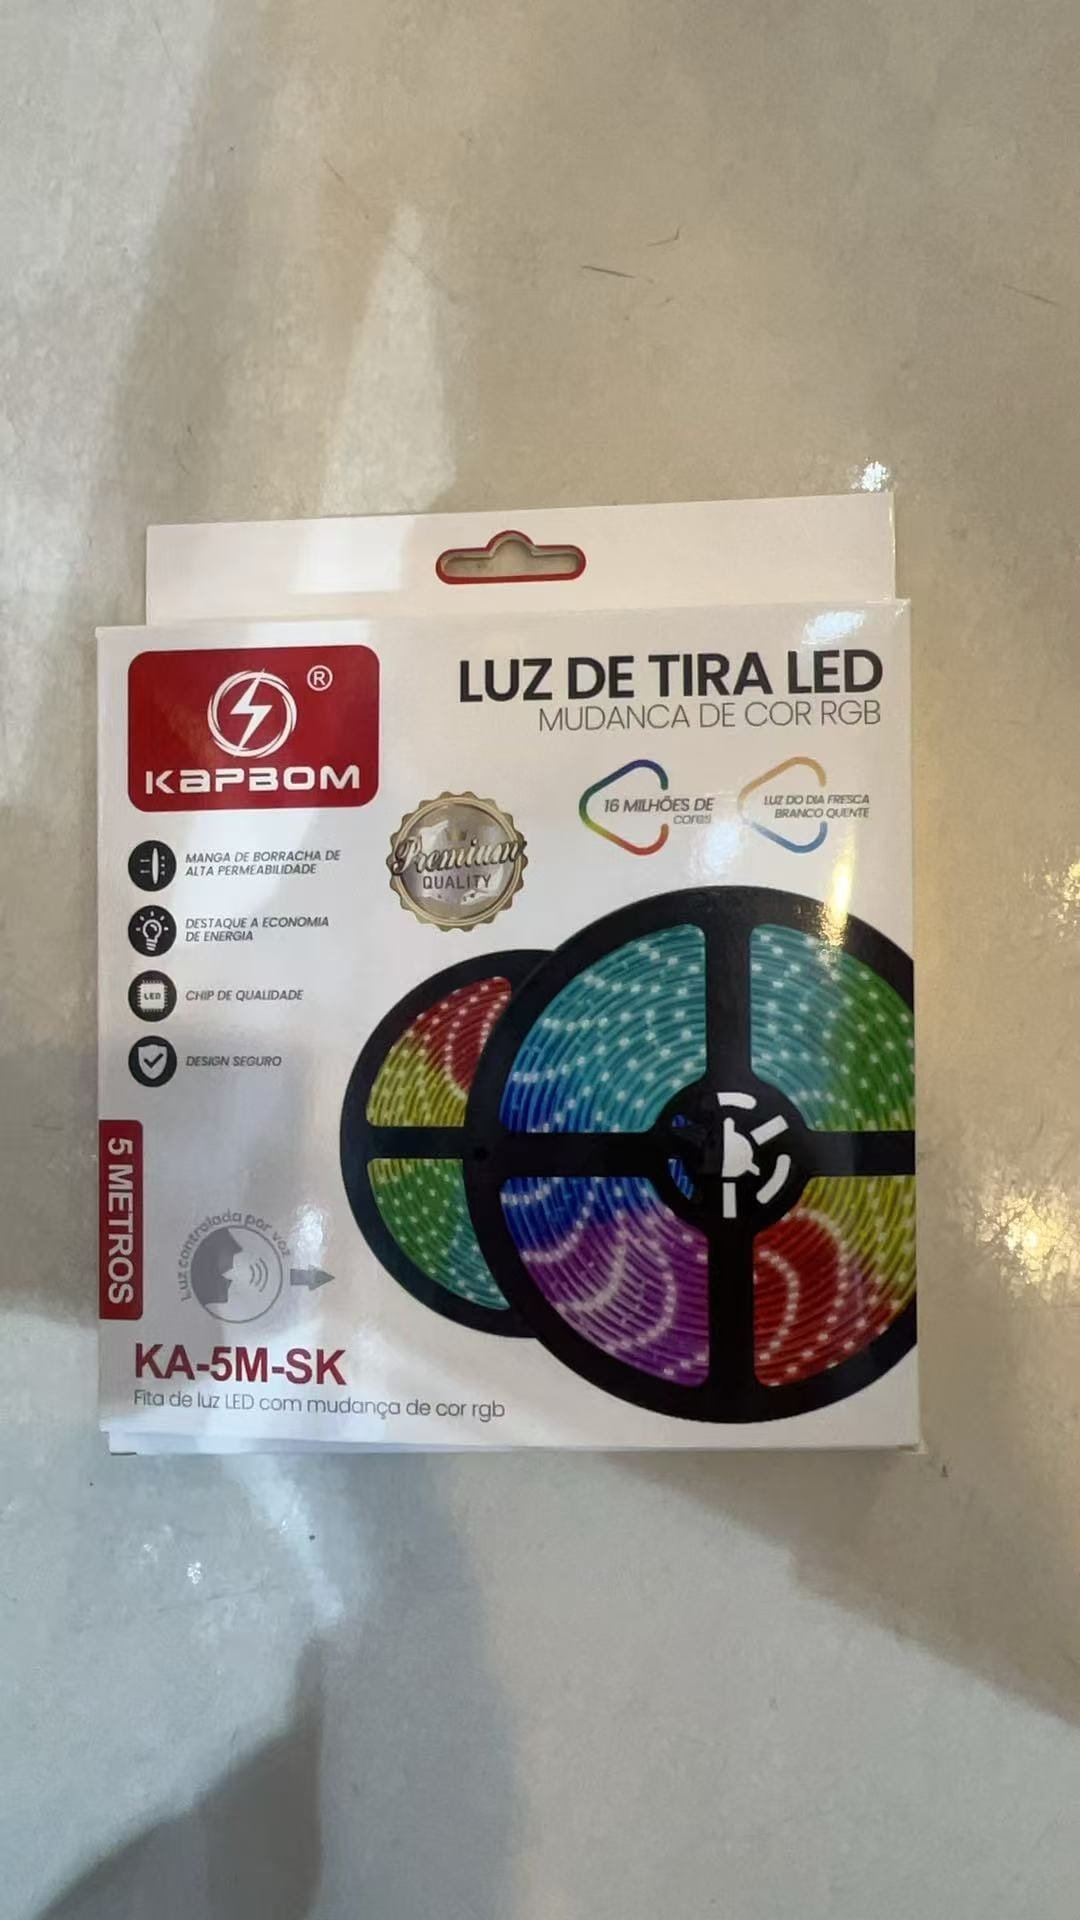 ®
KAPBOM
LUZ DE TIRA LED
MUDANCA DE COR RGB
16 MILHÕES DE
cores
LUZ DO DIA FRESCA
BRANCO QUENTE
Premium
QUALITY
MANGA DE BORRACHA DE
ALTA PERMEABILIDADE
DESTAQUE A ECONOMIA
DE ENERGIA
LED
CHIP DE QUALIDADE
DESIGN SEGURO
5 METROS
Luz controlada por voz
KA-5M-SK
Fita de luz LED com mudança de cor rgb